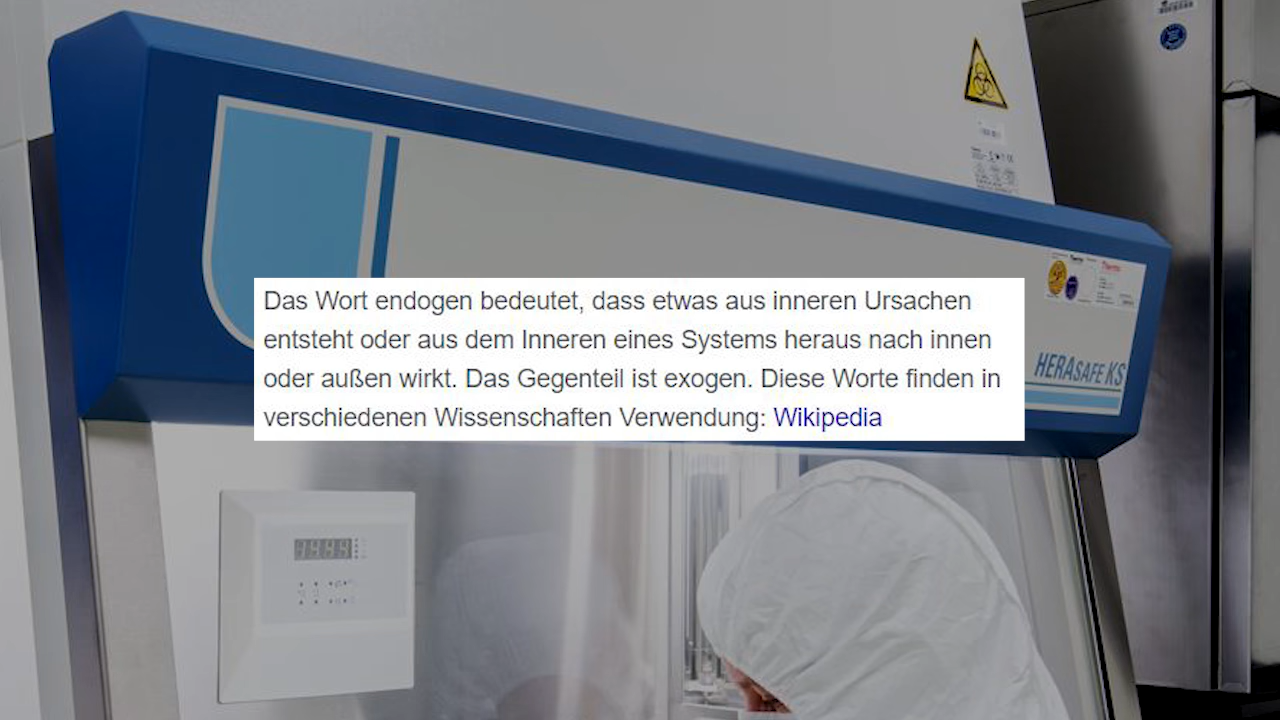 Das Wort endogen bedeutet, dass etwas aus inneren Ursachen
entsteht oder aus dem Inneren eines Systems heraus nach innen
oder außen wirkt. Das Gegenteil ist exogen. Diese Worte finden in
verschiedenen Wissenschaften Verwendung: Wikipedia
HERASAFE KS